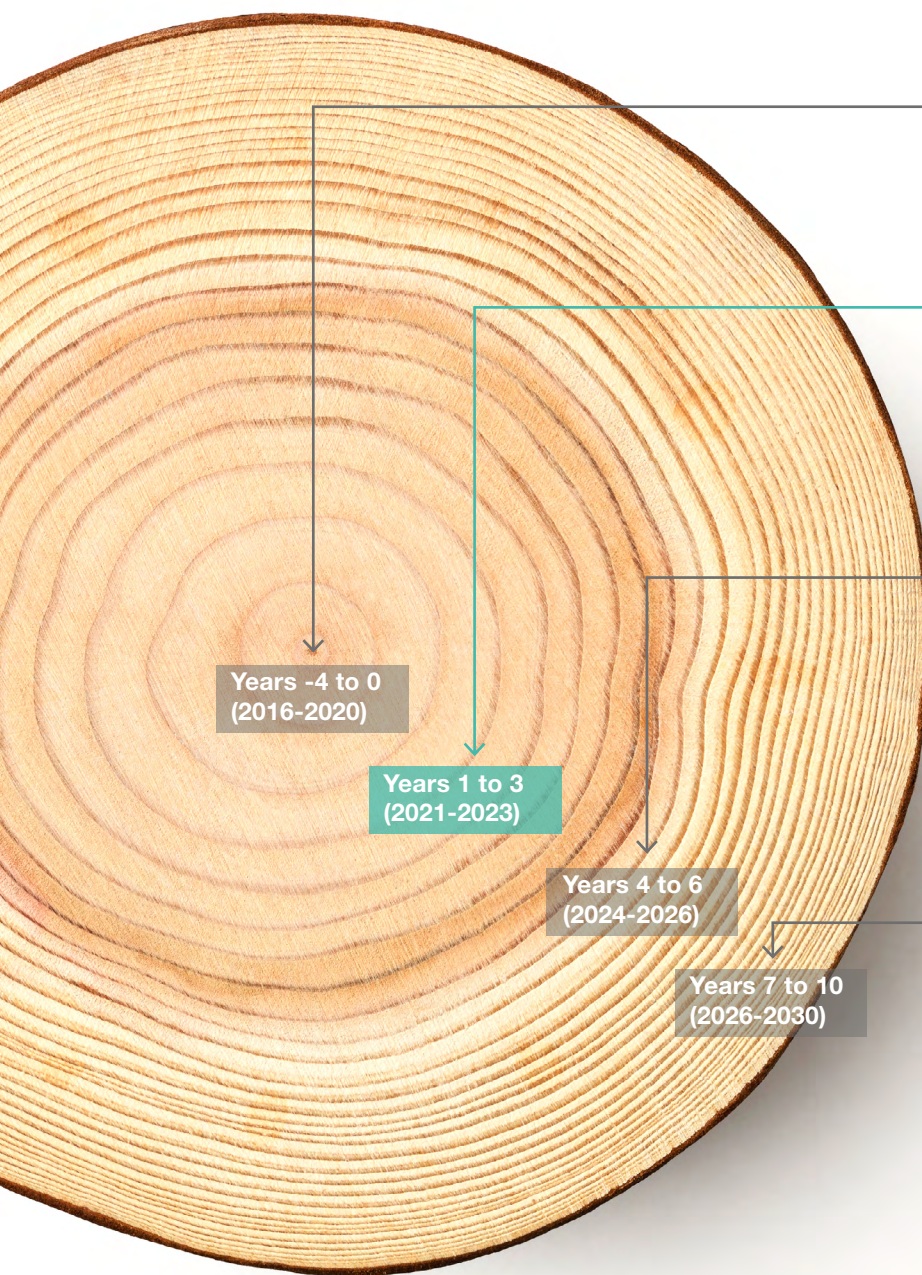 Years -4 to 0
(2016-2020)
Years 1 to 3
(2021-2023)
Years 4 to 6
(2024-2026)
Years 7 to 10
(2026-2030)